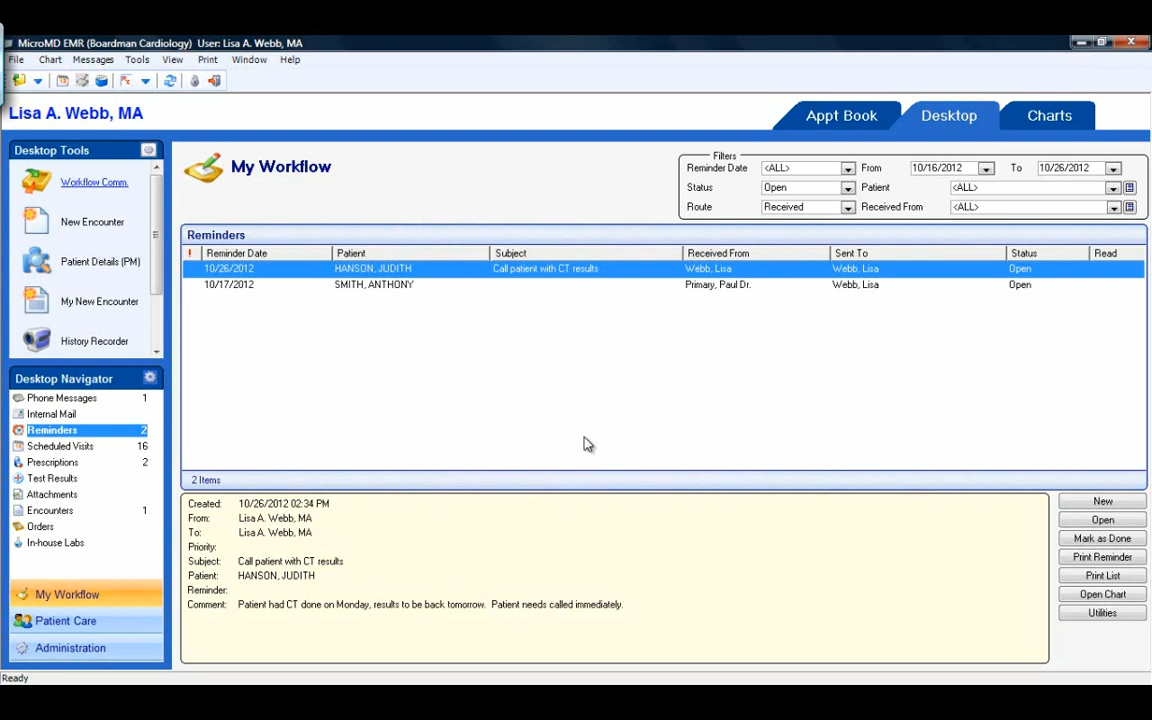 MicroMD EMR (Boardman Cardiology) User: Lisa A. Webb, MA
File Chart Messages Tools View Print Window Help
Lisa A. Webb, MA
Appt Book Desktop Charts
Desktop Tools
Workflow Comm.
New Encounter
Patient Details (PM)
My New Encounter
History Recorder
Desktop Navigator
Phone Messages 1
Internal Mail
Reminders 2
Scheduled Visits 16
Prescriptions 2
Test Results
Attachments
Encounters 1
Orders
In-house Labs
My Workflow
Patient Care
Administration
My Workflow
Filters
Reminder Date <ALL> From 10/16/2012 To 10/26/2012
Status Open Patient <ALL>
Route Received Received From <ALL>
Reminders
! Reminder Date Patient Subject Received From Sent To Status Read
10/26/2012 HANSON, JUDITH Call patient with CT results Webb, Lisa Webb, Lisa Open
10/17/2012 SMITH, ANTHONY Primary, Paul Dr. Webb, Lisa Open
2 Items
Created: 10/26/2012 02:34 PM
From: Lisa A. Webb, MA
To: Lisa A. Webb, MA
Priority:
Subject: Call patient with CT results
Patient: HANSON, JUDITH
Reminder:
Comment: Patient had CT done on Monday, results to be back tomorrow. Patient needs called immediately.
New
Open
Mark as Done
Print Reminder
Print List
Open Chart
Utilities
Ready